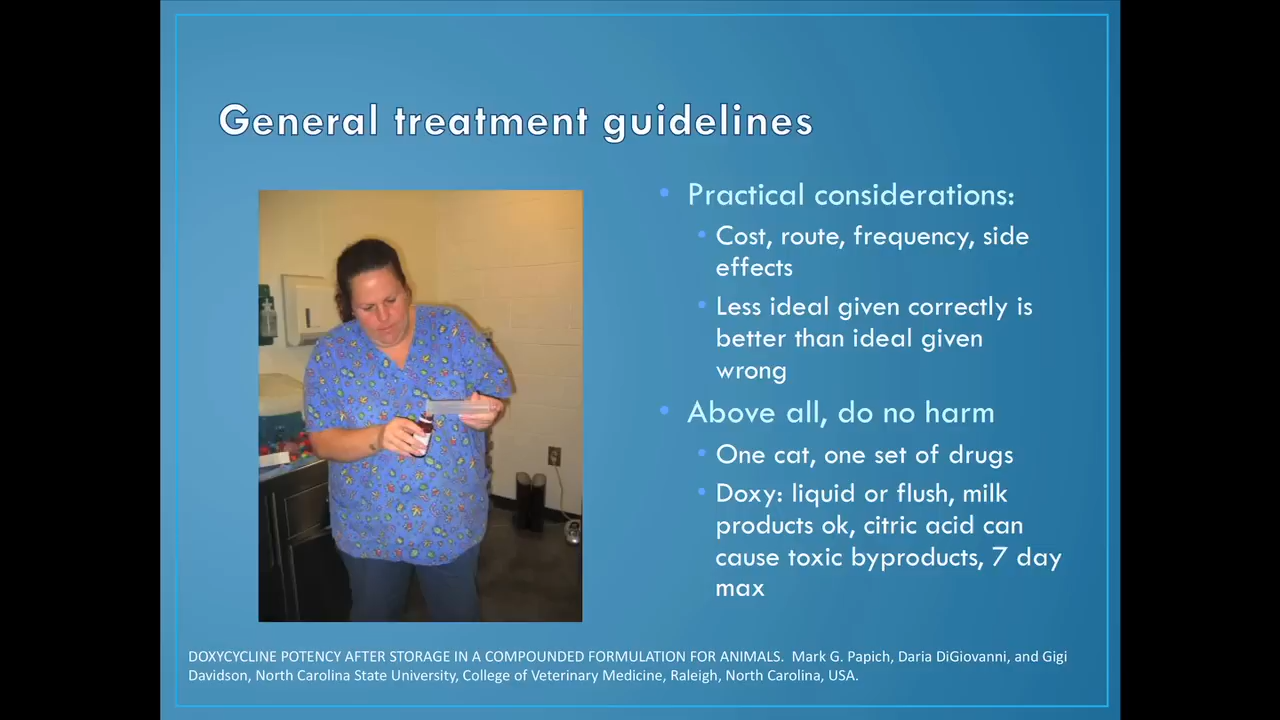 General treatment guidelines
• Practical considerations:
• Cost, route, frequency, side
effects
• Less ideal given correctly is
better than ideal given
wrong
• Above all, do no harm
• One cat, one set of drugs
• Doxy: liquid or flush, milk
products ok, citric acid can
cause toxic byproducts, 7 day
max
DOXYCYCLINE POTENCY AFTER STORAGE IN A COMPOUNDED FORMULATION FOR ANIMALS.  Mark G. Papich, Daria DiGiovanni, and Gigi
Davidson, North Carolina State University, College of Veterinary Medicine, Raleigh, North Carolina, USA.